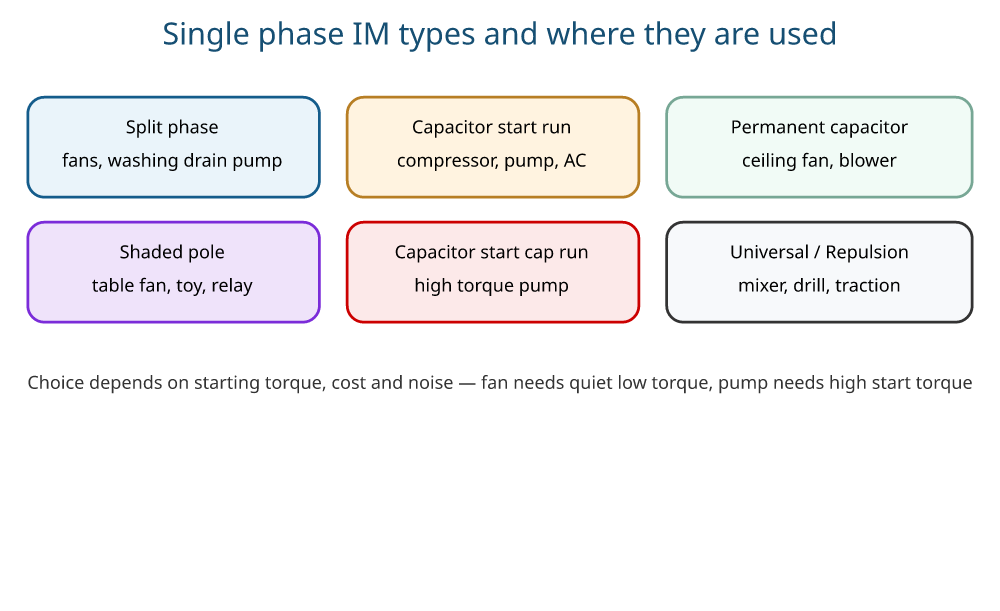 Single phase IM types and where they are used
Split phase
fans, washing drain pump
Capacitor start run
compressor, pump, AC
Permanent capacitor
ceiling fan, blower
Shaded pole
table fan, toy, relay
Capacitor start cap run
high torque pump
Universal / Repulsion
mixer, drill, traction
Choice depends on starting torque, cost and noise — fan needs quiet low torque, pump needs high start torque